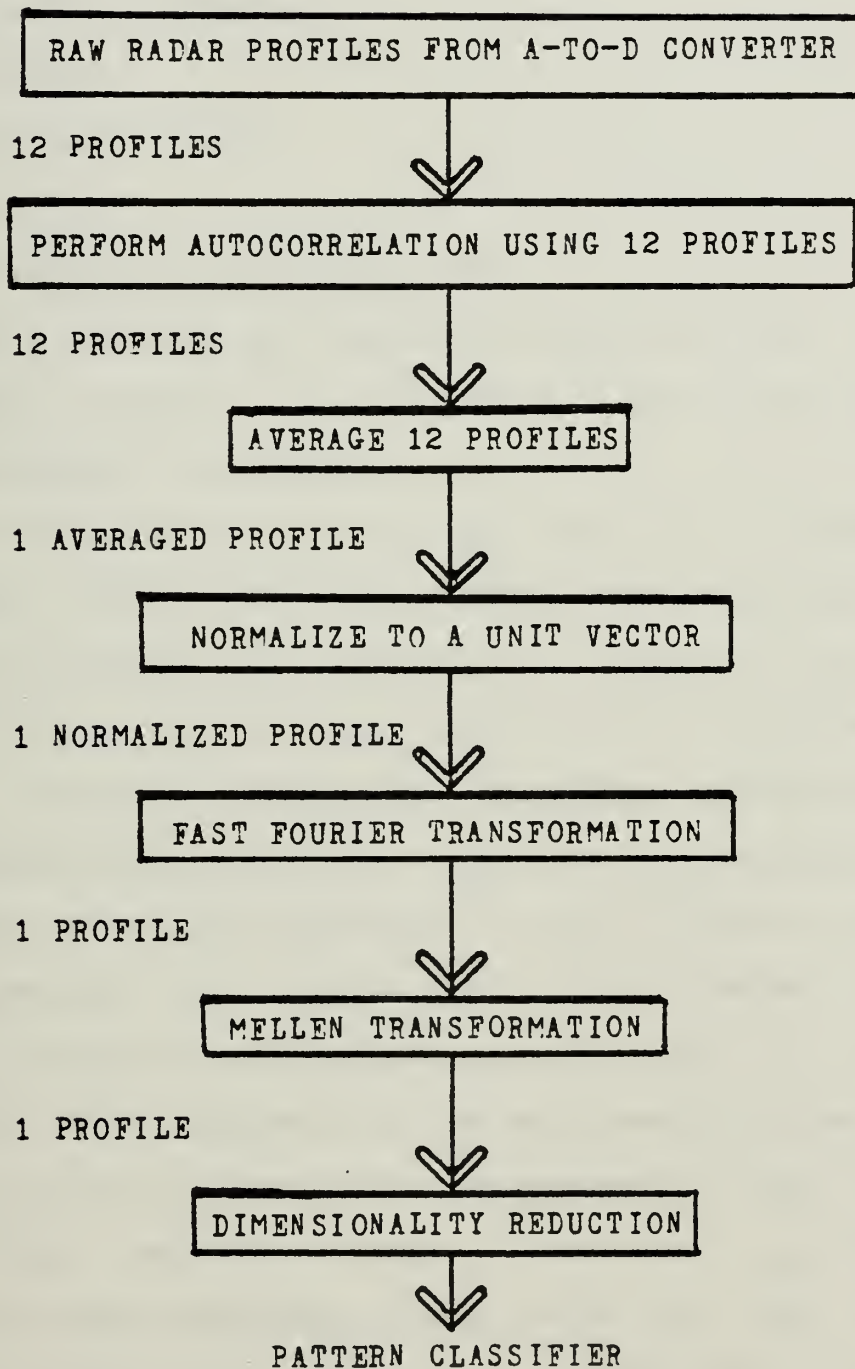 RAW RADAR PROFILES FROM A-TO-D CONVERTER
12 PROFILES
PERFORM AUTOCORRELATION USING 12 PROFILES
12 PROFILES
AVERAGE 12 PROFILES
1 AVERAGED PROFILE
NORMALIZE TO A UNIT VECTOR
1 NORMALIZED PROFILE
FAST FOURIER TRANSFORMATION
1 PROFILE
MELLEN TRANSFORMATION
1 PROFILE
DIMENSIONALITY REDUCTION
PATTERN CLASSIFIER